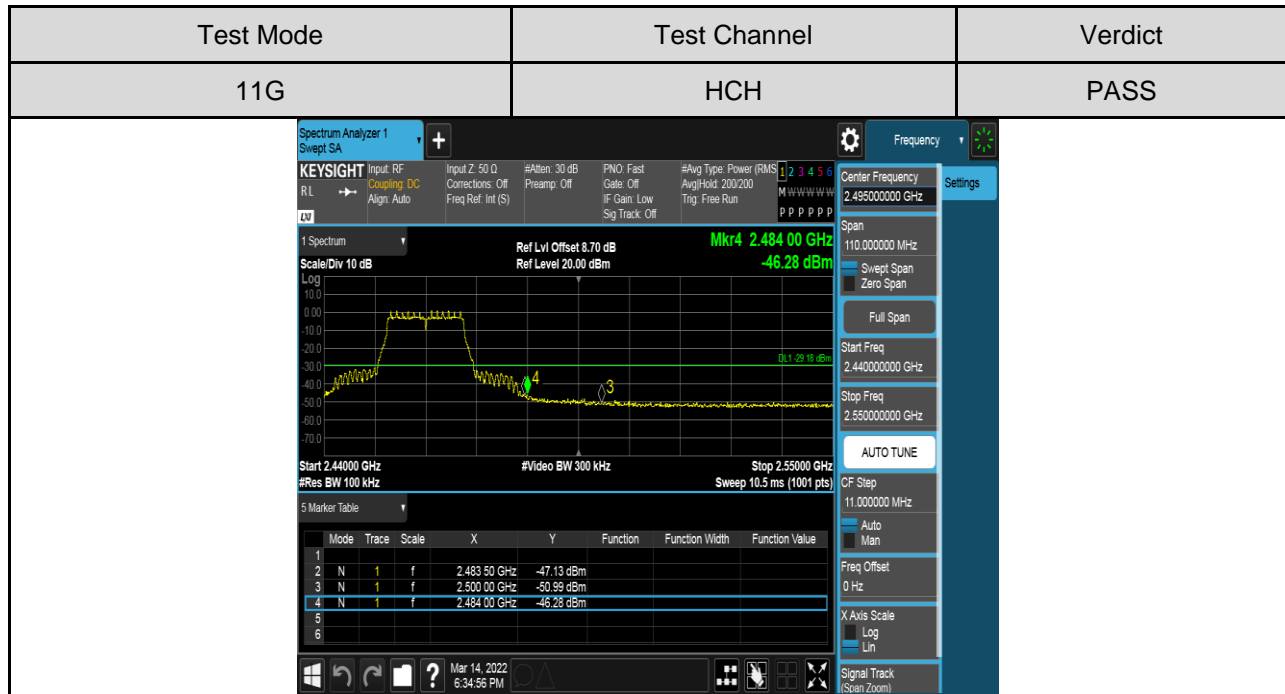 Test Mode Test Channel Verdict
11G HCH PASS
Spectrum Analyzer 1
Swept SA
+
Frequency
KEYSIGHT
RL
LXI
Input: RF
Coupling: DC
Align: Auto
Input Z: 50 Ω
Corrections: Off
Freq Ref: Int (S)
#Atten: 30 dB
Preamp: Off
PNO: Fast
Gate: Off
IF Gain: Low
Sig Track: Off
#Avg Type: Power (RMS
Avg|Hold: 200/200
Trig: Free Run
1 2 3 4 5 6
M W W W W W
P P P P P P
1 Spectrum
Scale/Div 10 dB
Ref Lvl Offset 8.70 dB
Ref Level 20.00 dBm
Mkr4 2.484 00 GHz
-46.28 dBm
Log
10.0
0.00
-10.0
-20.0
-30.0
-40.0
-50.0
-60.0
-70.0
DL1 -29.18 dBm
4
3
Start 2.44000 GHz #Video BW 300 kHz Stop 2.55000 GHz
#Res BW 100 kHz Sweep 10.5 ms (1001 pts)
5 Marker Table
Mode Trace Scale X Y Function Function Width Function Value
1
2 N 1 f 2.483 50 GHz -47.13 dBm
3 N 1 f 2.500 00 GHz -50.99 dBm
4 N 1 f 2.484 00 GHz -46.28 dBm
5
6
?
Mar 14, 2022
6:34:56 PM
Center Frequency
2.495000000 GHz
Settings
Span
110.000000 MHz
Swept Span
Zero Span
Full Span
Start Freq
2.440000000 GHz
Stop Freq
2.550000000 GHz
AUTO TUNE
CF Step
11.000000 MHz
Auto
Man
Freq Offset
0 Hz
X Axis Scale
Log
Lin
Signal Track
(Span Zoom)